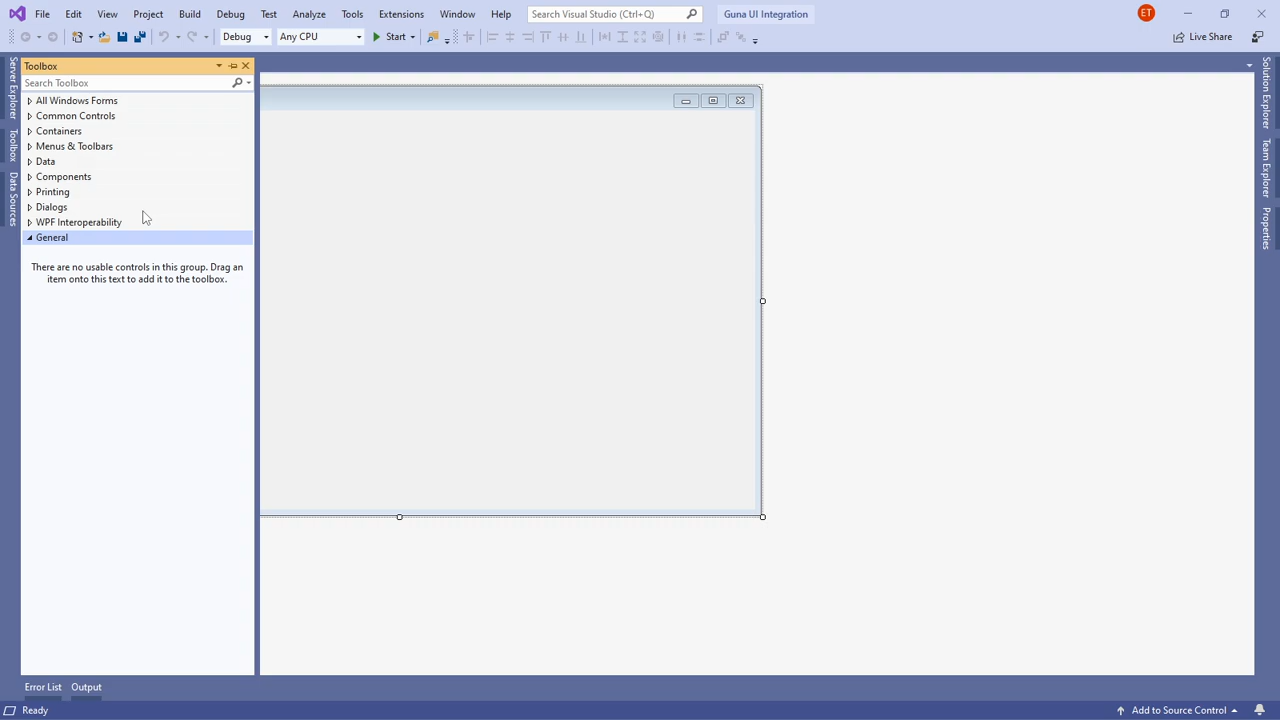 File Edit View Project Build Debug Test Analyze Tools Extensions Window Help Search Visual Studio (Ctrl+Q) Guna UI Integration ET
Debug Any CPU Start Live Share
Server Explorer
Toolbox
Data Sources
Toolbox
Search Toolbox
All Windows Forms
Common Controls
Containers
Menus & Toolbars
Data
Components
Printing
Dialogs
WPF Interoperability
General
There are no usable controls in this group. Drag an
item onto this text to add it to the toolbox.
Solution Explorer
Team Explorer
Properties
Error List Output
Ready Add to Source Control